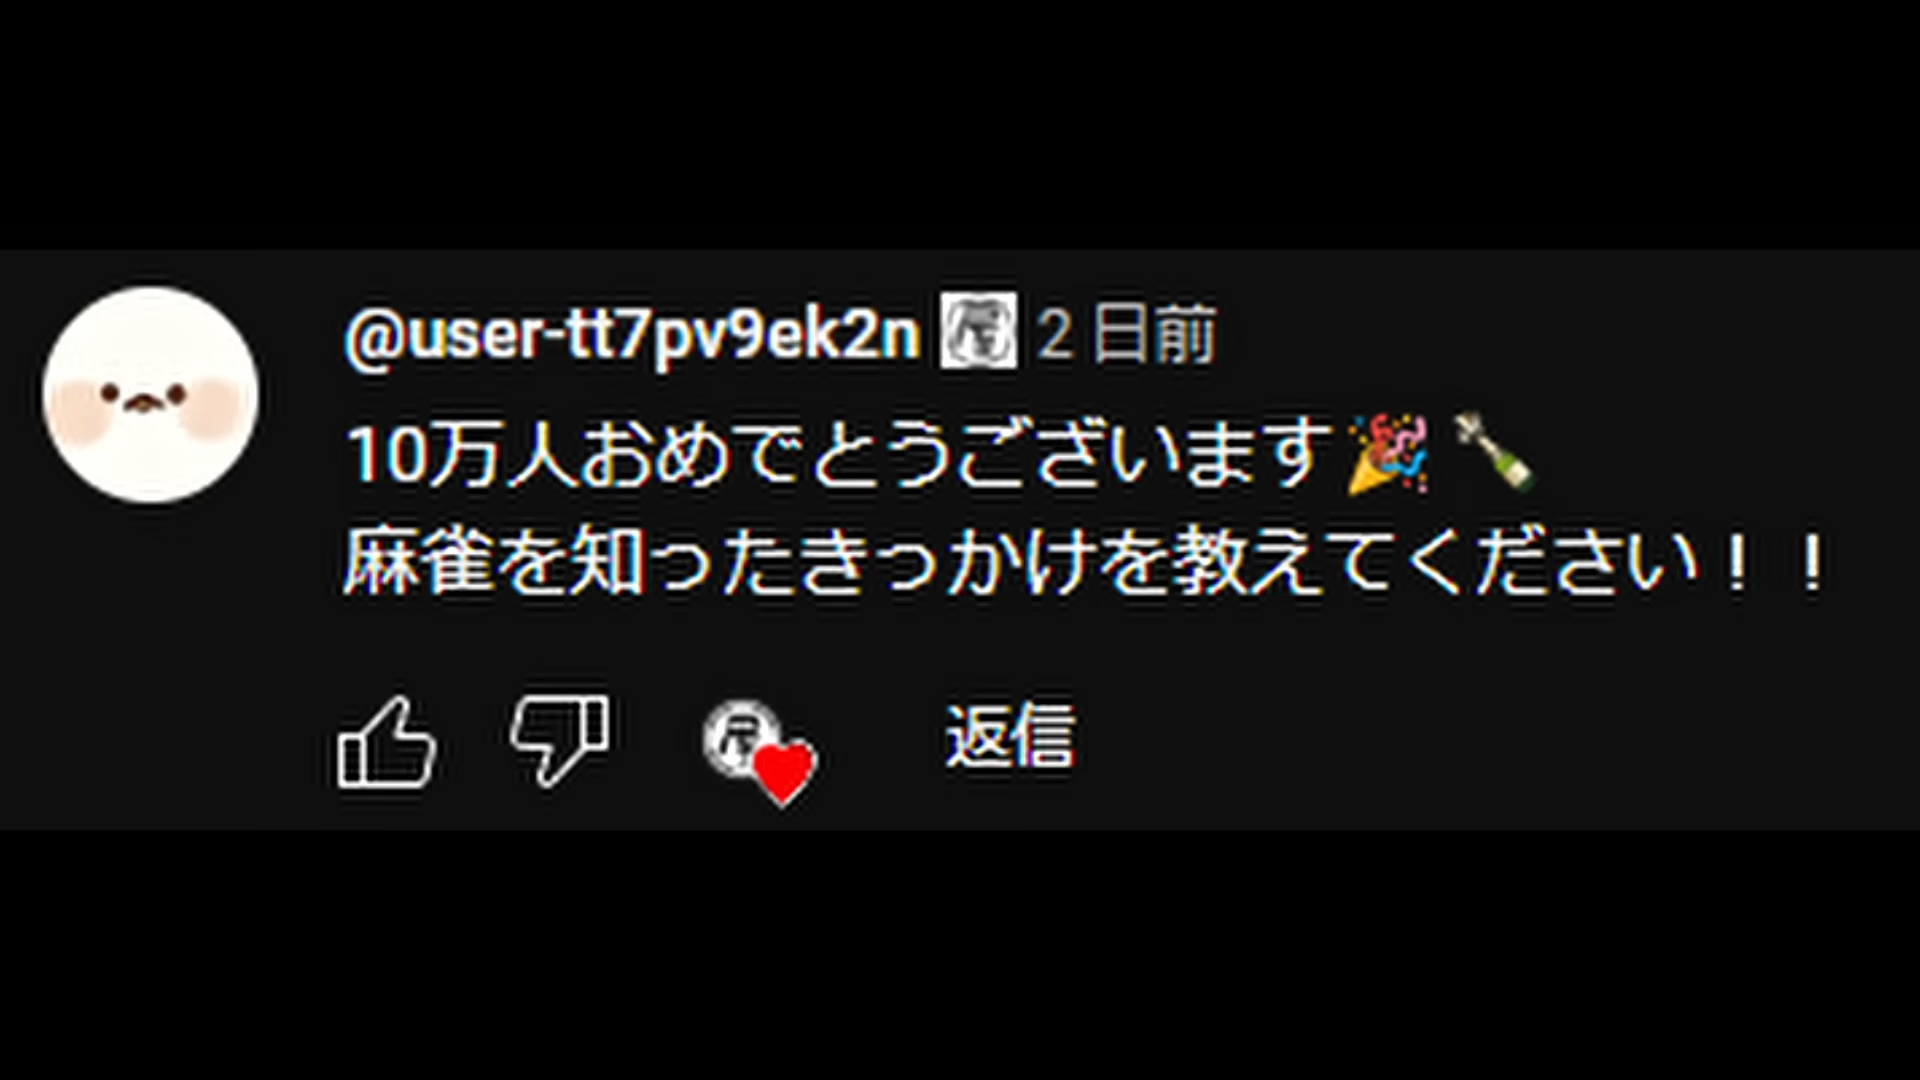 @user-tt7pv9ek2n 2 日前
10万人おめでとうございます🎉 🍾
麻雀を知ったきっかけを教えてください！！
返信